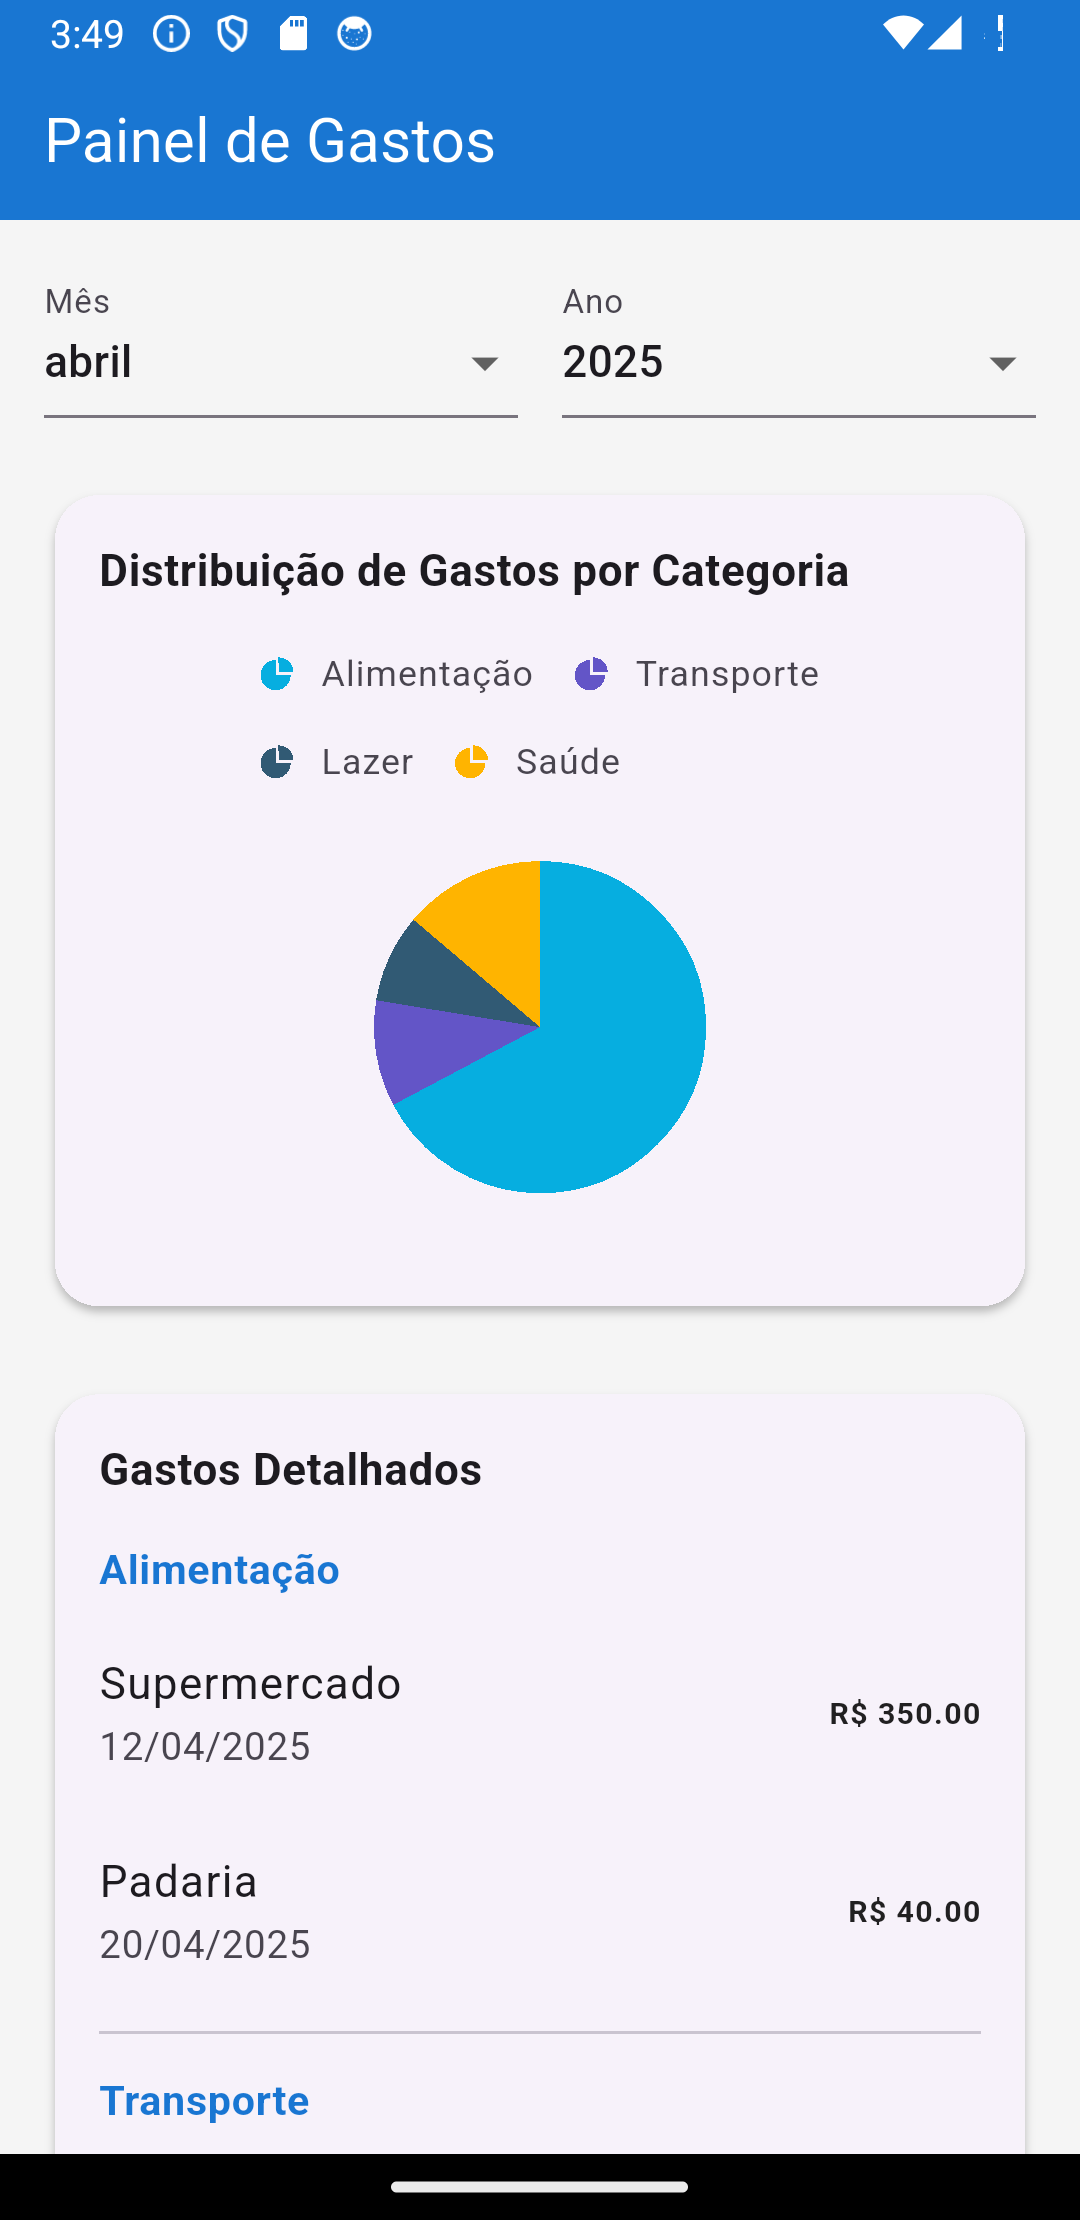 3:49
Painel de Gastos
Mês
Ano
abril
2025
Distribuição de Gastos por Categoria
Alimentação
Transporte
Lazer
Saúde
Gastos Detalhados
Alimentação
Supermercado
R$ 350.00
12/04/2025
Padaria
R$ 40.00
20/04/2025
Transporte